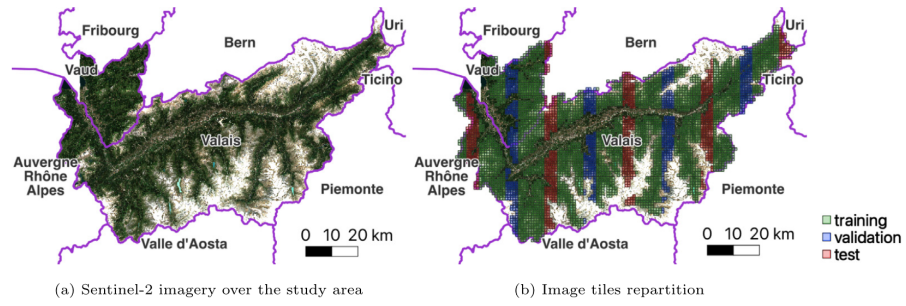 Fribourg
Uri
Bern
Vaud
Ticino
Valais
Auvergne
Rhône
Alpes
Piemonte
Valle d'Aosta
0 10 20 km
(a) Sentinel-2 imagery over the study area
Fribourg
Uri
Bern
Vaud
Ticino
Valais
Auvergne
Rhône
Alpes
Piemonte
Valle d'Aosta
0 10 20 km
training
validation
test
(b) Image tiles repartition